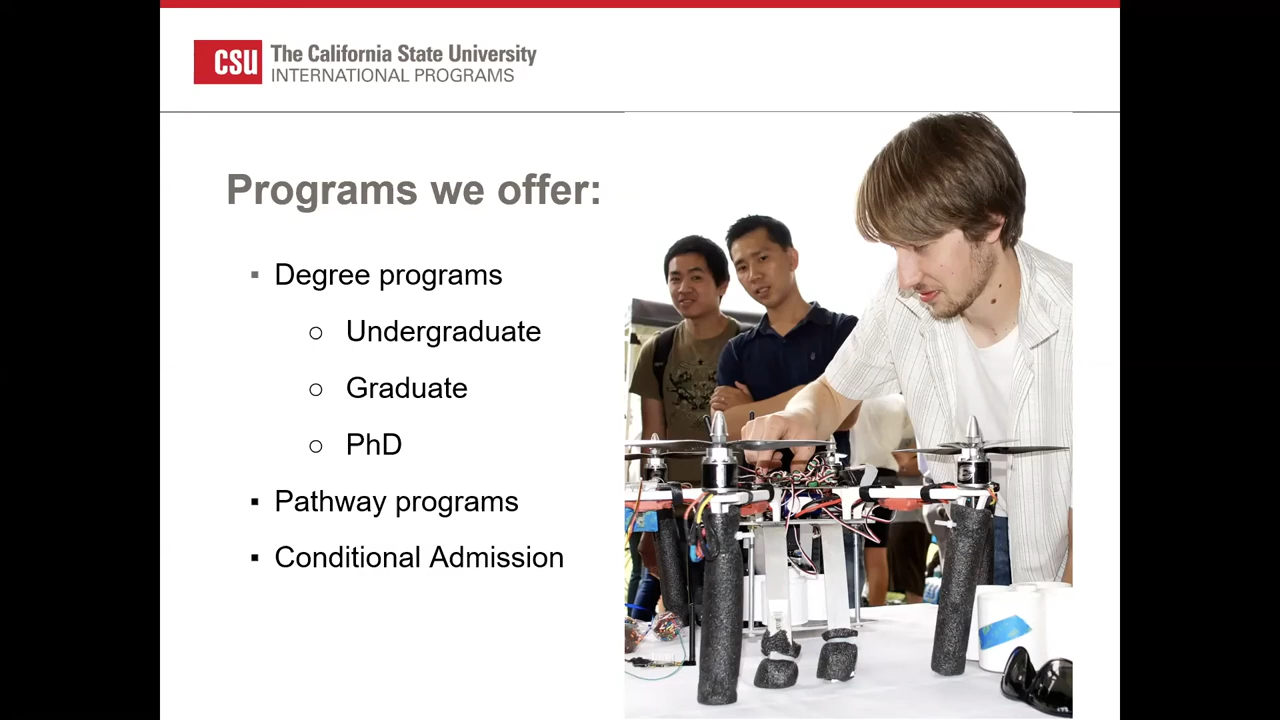 CSU The California State University
INTERNATIONAL PROGRAMS
Programs we offer:
▪ Degree programs
○ Undergraduate
○ Graduate
○ PhD
▪ Pathway programs
▪ Conditional Admission